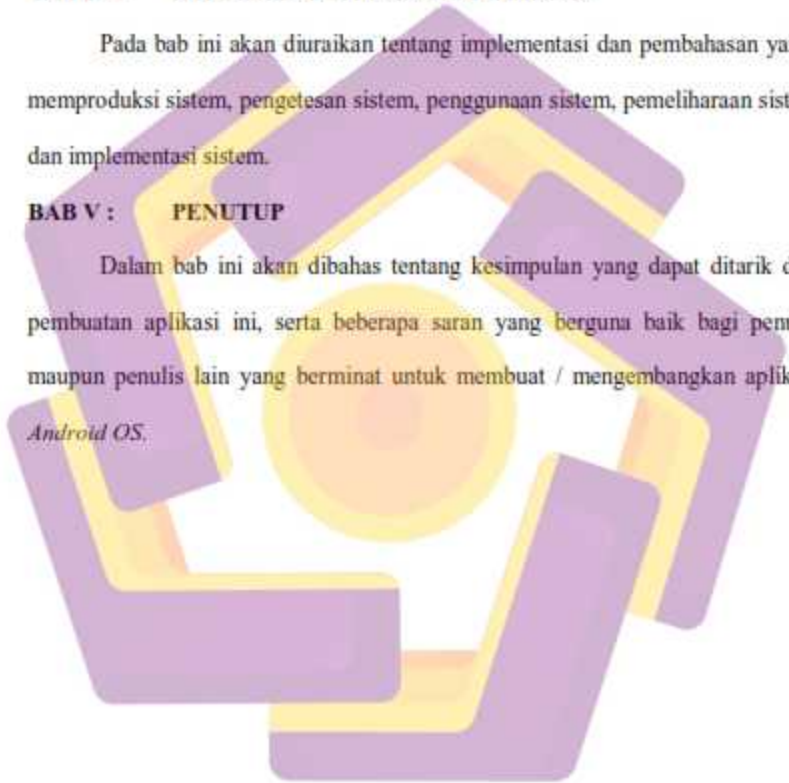 Pada bab ini akan diuraikan tentang implementasi dan pembahasan ya
memproduksi sistem, pengetesan sistem, penggunaan sistem, pemeliharaan sist
dan implementasi sistem.
BAB V : PENUTUP
Dalam bab ini akan dibahas tentang kesimpulan yang dapat ditarik d
pembuatan aplikasi ini, serta beberapa saran yang berguna baik bagi penu
maupun penulis lain yang berminat untuk membuat / mengembangkan aplik
Android OS.